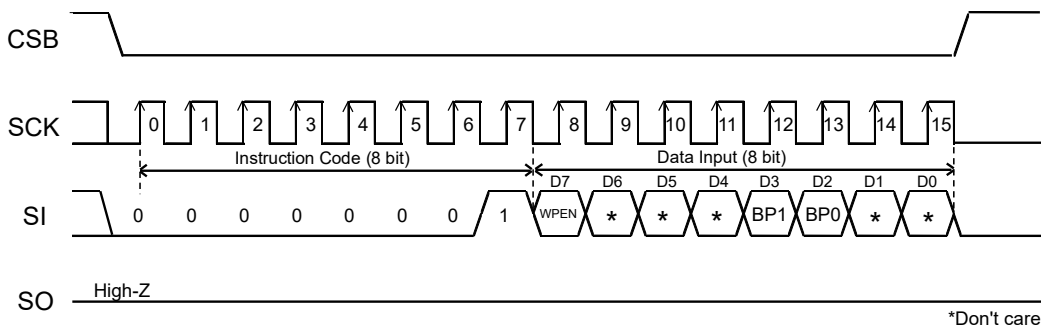 CSB
SCK 0 1 2 3 4 5 6 7 8 9 10 11 12 13 14 15
Instruction Code (8 bit) Data Input (8 bit)
D7 D6 D5 D4 D3 D2 D1 D0
SI 0 0 0 0 0 0 0 1 WPEN * * * BP1 BP0 * *
High-Z
SO
*Don't care